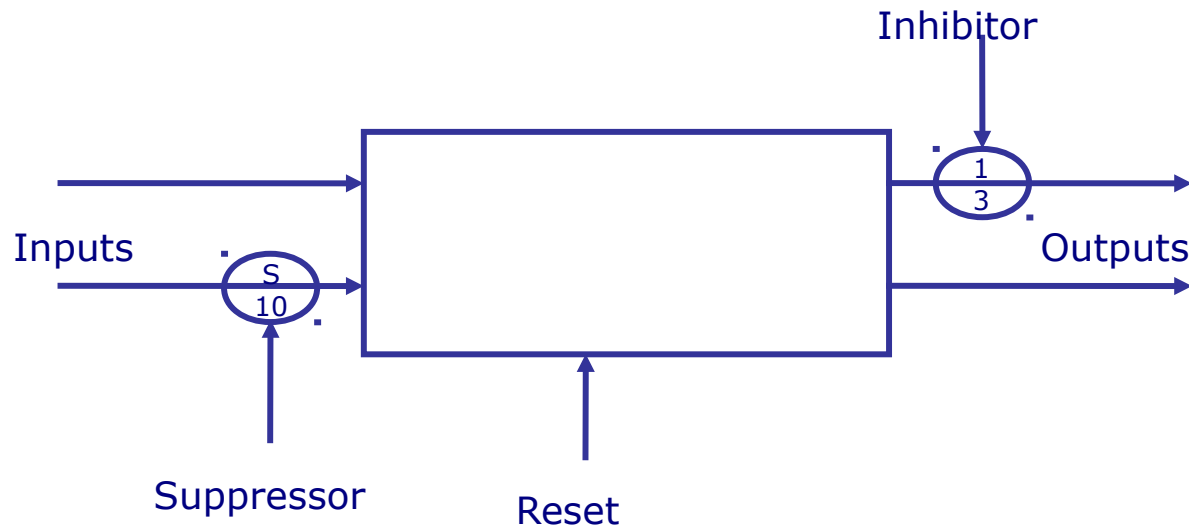 Inhibitor
1
3
Inputs
S
10
Outputs
Suppressor
Reset